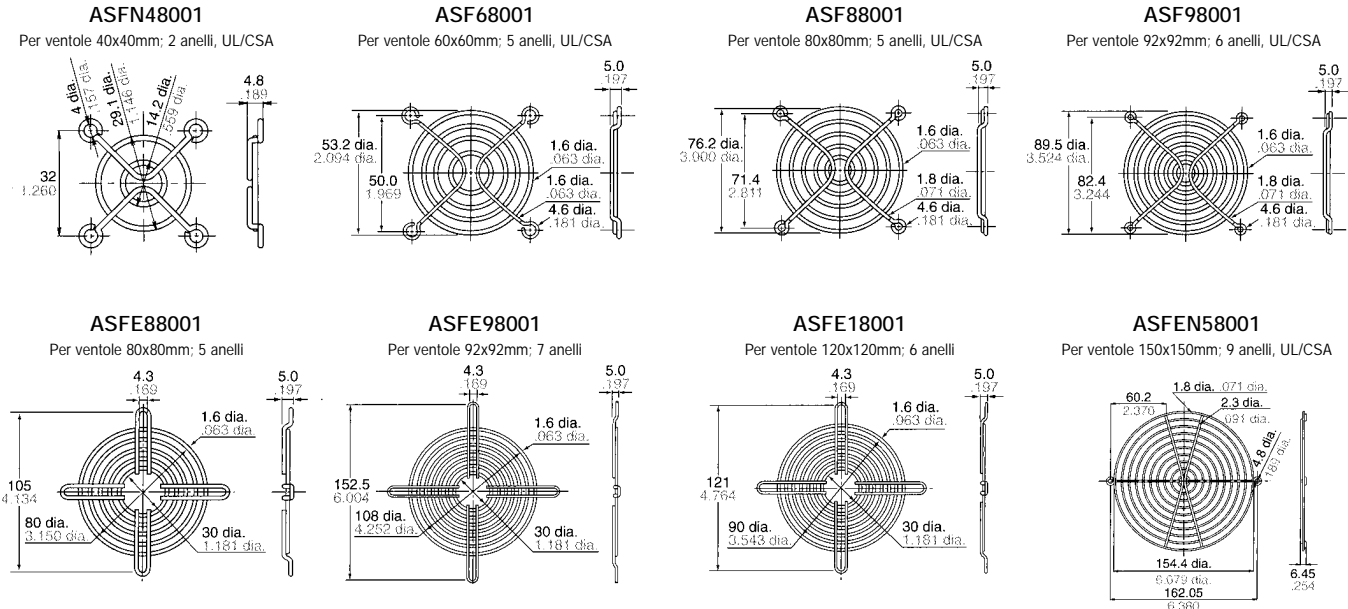 ASFN48001
Per ventole 40x40mm; 2 anelli, UL/CSA
4 dia.
.157 dia.
29.1 dia.
1.146 dia.
14.2 dia.
.559 dia.
4.8
.189
32
1.260
ASF68001
Per ventole 60x60mm; 5 anelli, UL/CSA
5.0
.197
53.2 dia.
2.094 dia.
50.0
1.969
1.6 dia.
.063 dia.
1.6 dia.
.063 dia.
4.6 dia.
.181 dia.
ASF88001
Per ventole 80x80mm; 5 anelli, UL/CSA
5.0
.197
76.2 dia.
3.000 dia.
71.4
2.811
1.6 dia.
.063 dia.
1.8 dia.
.071 dia.
4.6 dia.
.181 dia.
ASF98001
Per ventole 92x92mm; 6 anelli, UL/CSA
5.0
.197
89.5 dia.
3.524 dia.
82.4
3.244
1.6 dia.
.063 dia.
1.8 dia.
.071 dia.
4.6 dia.
.181 dia.
ASFE88001
Per ventole 80x80mm; 5 anelli
4.3
.169
5.0
.197
1.6 dia.
.063 dia.
105
4.134
80 dia.
3.150 dia.
30 dia.
1.181 dia.
ASFE98001
Per ventole 92x92mm; 7 anelli
4.3
.169
5.0
.197
1.6 dia.
.063 dia.
152.5
6.004
108 dia.
4.252 dia.
30 dia.
1.181 dia.
ASFE18001
Per ventole 120x120mm; 6 anelli
4.3
.169
5.0
.197
1.6 dia.
.063 dia.
121
4.764
90 dia.
3.543 dia.
30 dia.
1.181 dia.
ASFEN58001
Per ventole 150x150mm; 9 anelli, UL/CSA
1.8 dia. .071 dia.
60.2
2.370
2.3 dia.
.091 dia.
4.8 dia.
.189 dia.
154.4 dia.
6.079 dia.
162.05
6.380
6.45
.254